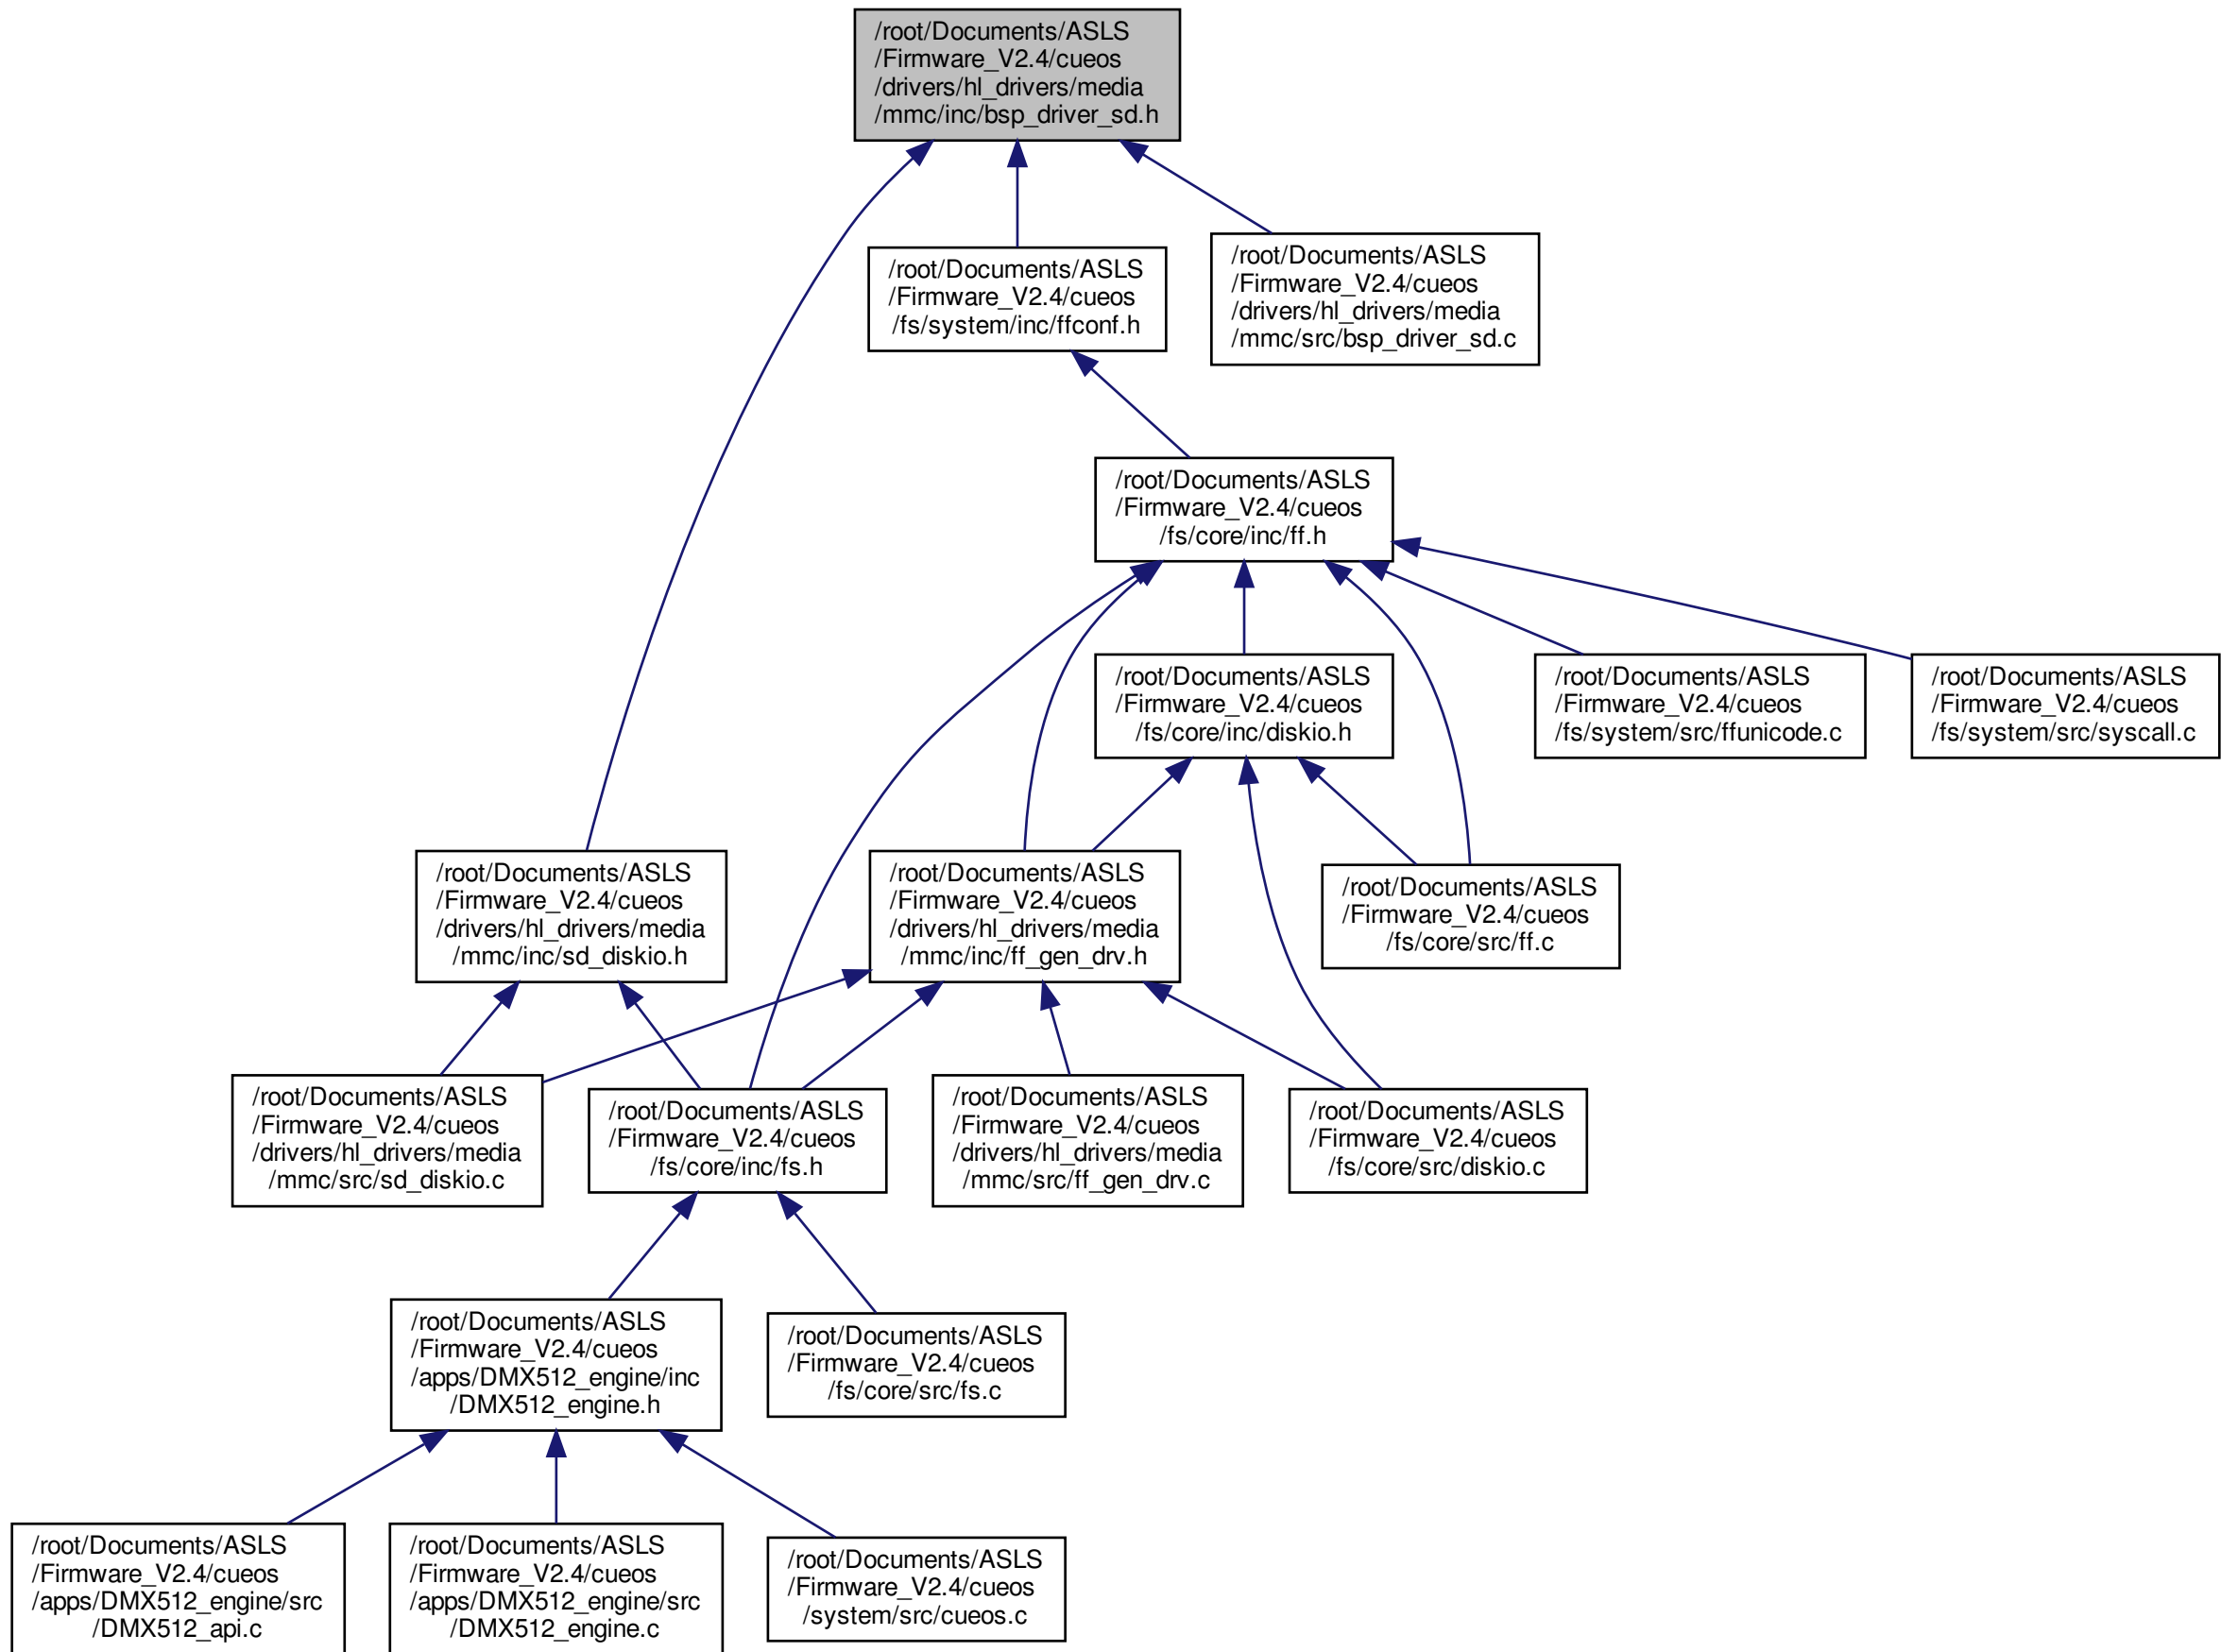 /root/Documents/ASLS
/Firmware_V2.4/cueos
/drivers/hl_drivers/media
/mmc/inc/bsp_driver_sd.h
/root/Documents/ASLS
/Firmware_V2.4/cueos
/fs/system/inc/ffconf.h
/root/Documents/ASLS
/Firmware_V2.4/cueos
/drivers/hl_drivers/media
/mmc/src/bsp_driver_sd.c
/root/Documents/ASLS
/Firmware_V2.4/cueos
/fs/core/inc/ff.h
/root/Documents/ASLS
/Firmware_V2.4/cueos
/fs/core/inc/diskio.h
/root/Documents/ASLS
/Firmware_V2.4/cueos
/fs/system/src/ffunicode.c
/root/Documents/ASLS
/Firmware_V2.4/cueos
/fs/system/src/syscall.c
/root/Documents/ASLS
/Firmware_V2.4/cueos
/drivers/hl_drivers/media
/mmc/inc/sd_diskio.h
/root/Documents/ASLS
/Firmware_V2.4/cueos
/drivers/hl_drivers/media
/mmc/inc/ff_gen_drv.h
/root/Documents/ASLS
/Firmware_V2.4/cueos
/fs/core/src/ff.c
/root/Documents/ASLS
/Firmware_V2.4/cueos
/drivers/hl_drivers/media
/mmc/src/sd_diskio.c
/root/Documents/ASLS
/Firmware_V2.4/cueos
/fs/core/inc/fs.h
/root/Documents/ASLS
/Firmware_V2.4/cueos
/drivers/hl_drivers/media
/mmc/src/ff_gen_drv.c
/root/Documents/ASLS
/Firmware_V2.4/cueos
/fs/core/src/diskio.c
/root/Documents/ASLS
/Firmware_V2.4/cueos
/apps/DMX512_engine/inc
/DMX512_engine.h
/root/Documents/ASLS
/Firmware_V2.4/cueos
/fs/core/src/fs.c
/root/Documents/ASLS
/Firmware_V2.4/cueos
/apps/DMX512_engine/src
/DMX512_api.c
/root/Documents/ASLS
/Firmware_V2.4/cueos
/apps/DMX512_engine/src
/DMX512_engine.c
/root/Documents/ASLS
/Firmware_V2.4/cueos
/system/src/cueos.c